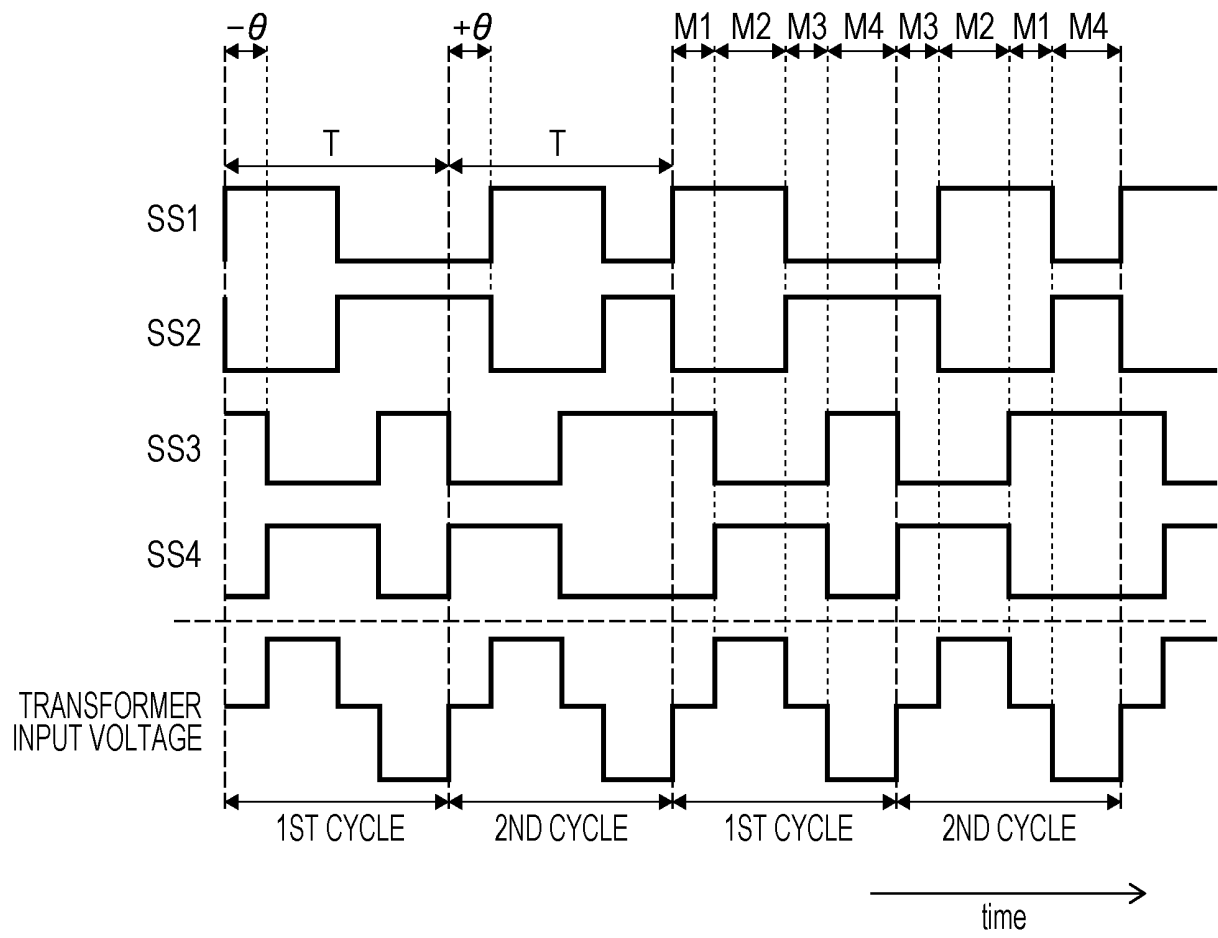 −θ +θ M1 M2 M3 M4 M3 M2 M1 M4
T T
SS1
SS2
SS3
SS4
TRANSFORMER
INPUT VOLTAGE
1ST CYCLE 2ND CYCLE 1ST CYCLE 2ND CYCLE
time